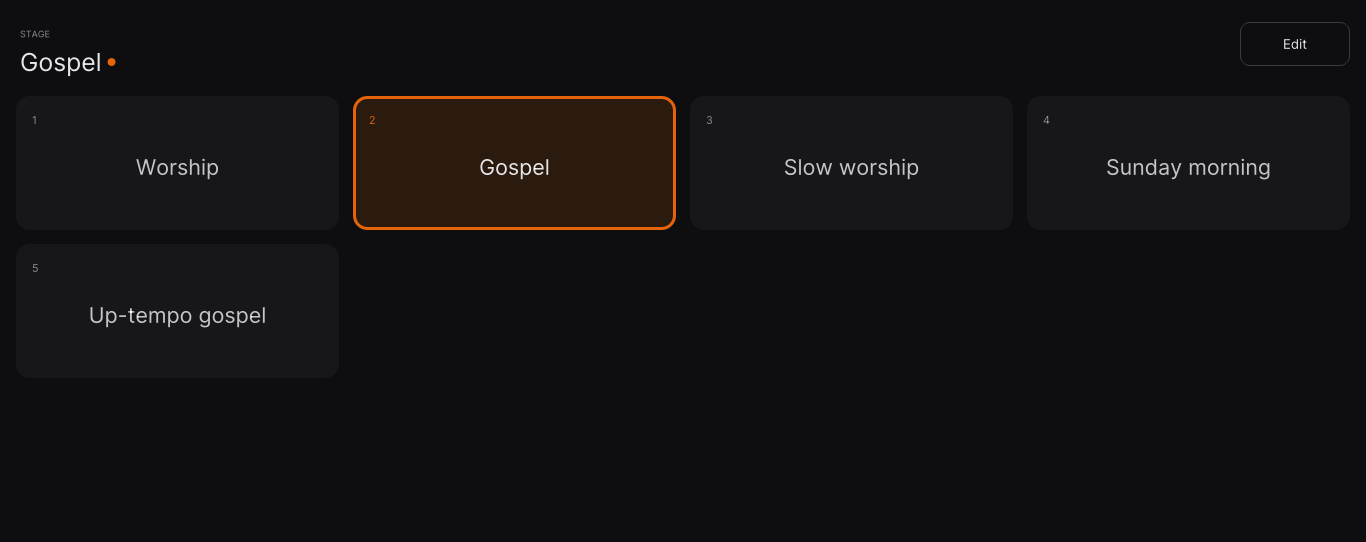 STAGE
Gospel
Edit
1
Worship
2
Gospel
3
Slow worship
4
Sunday morning
5
Up-tempo gospel